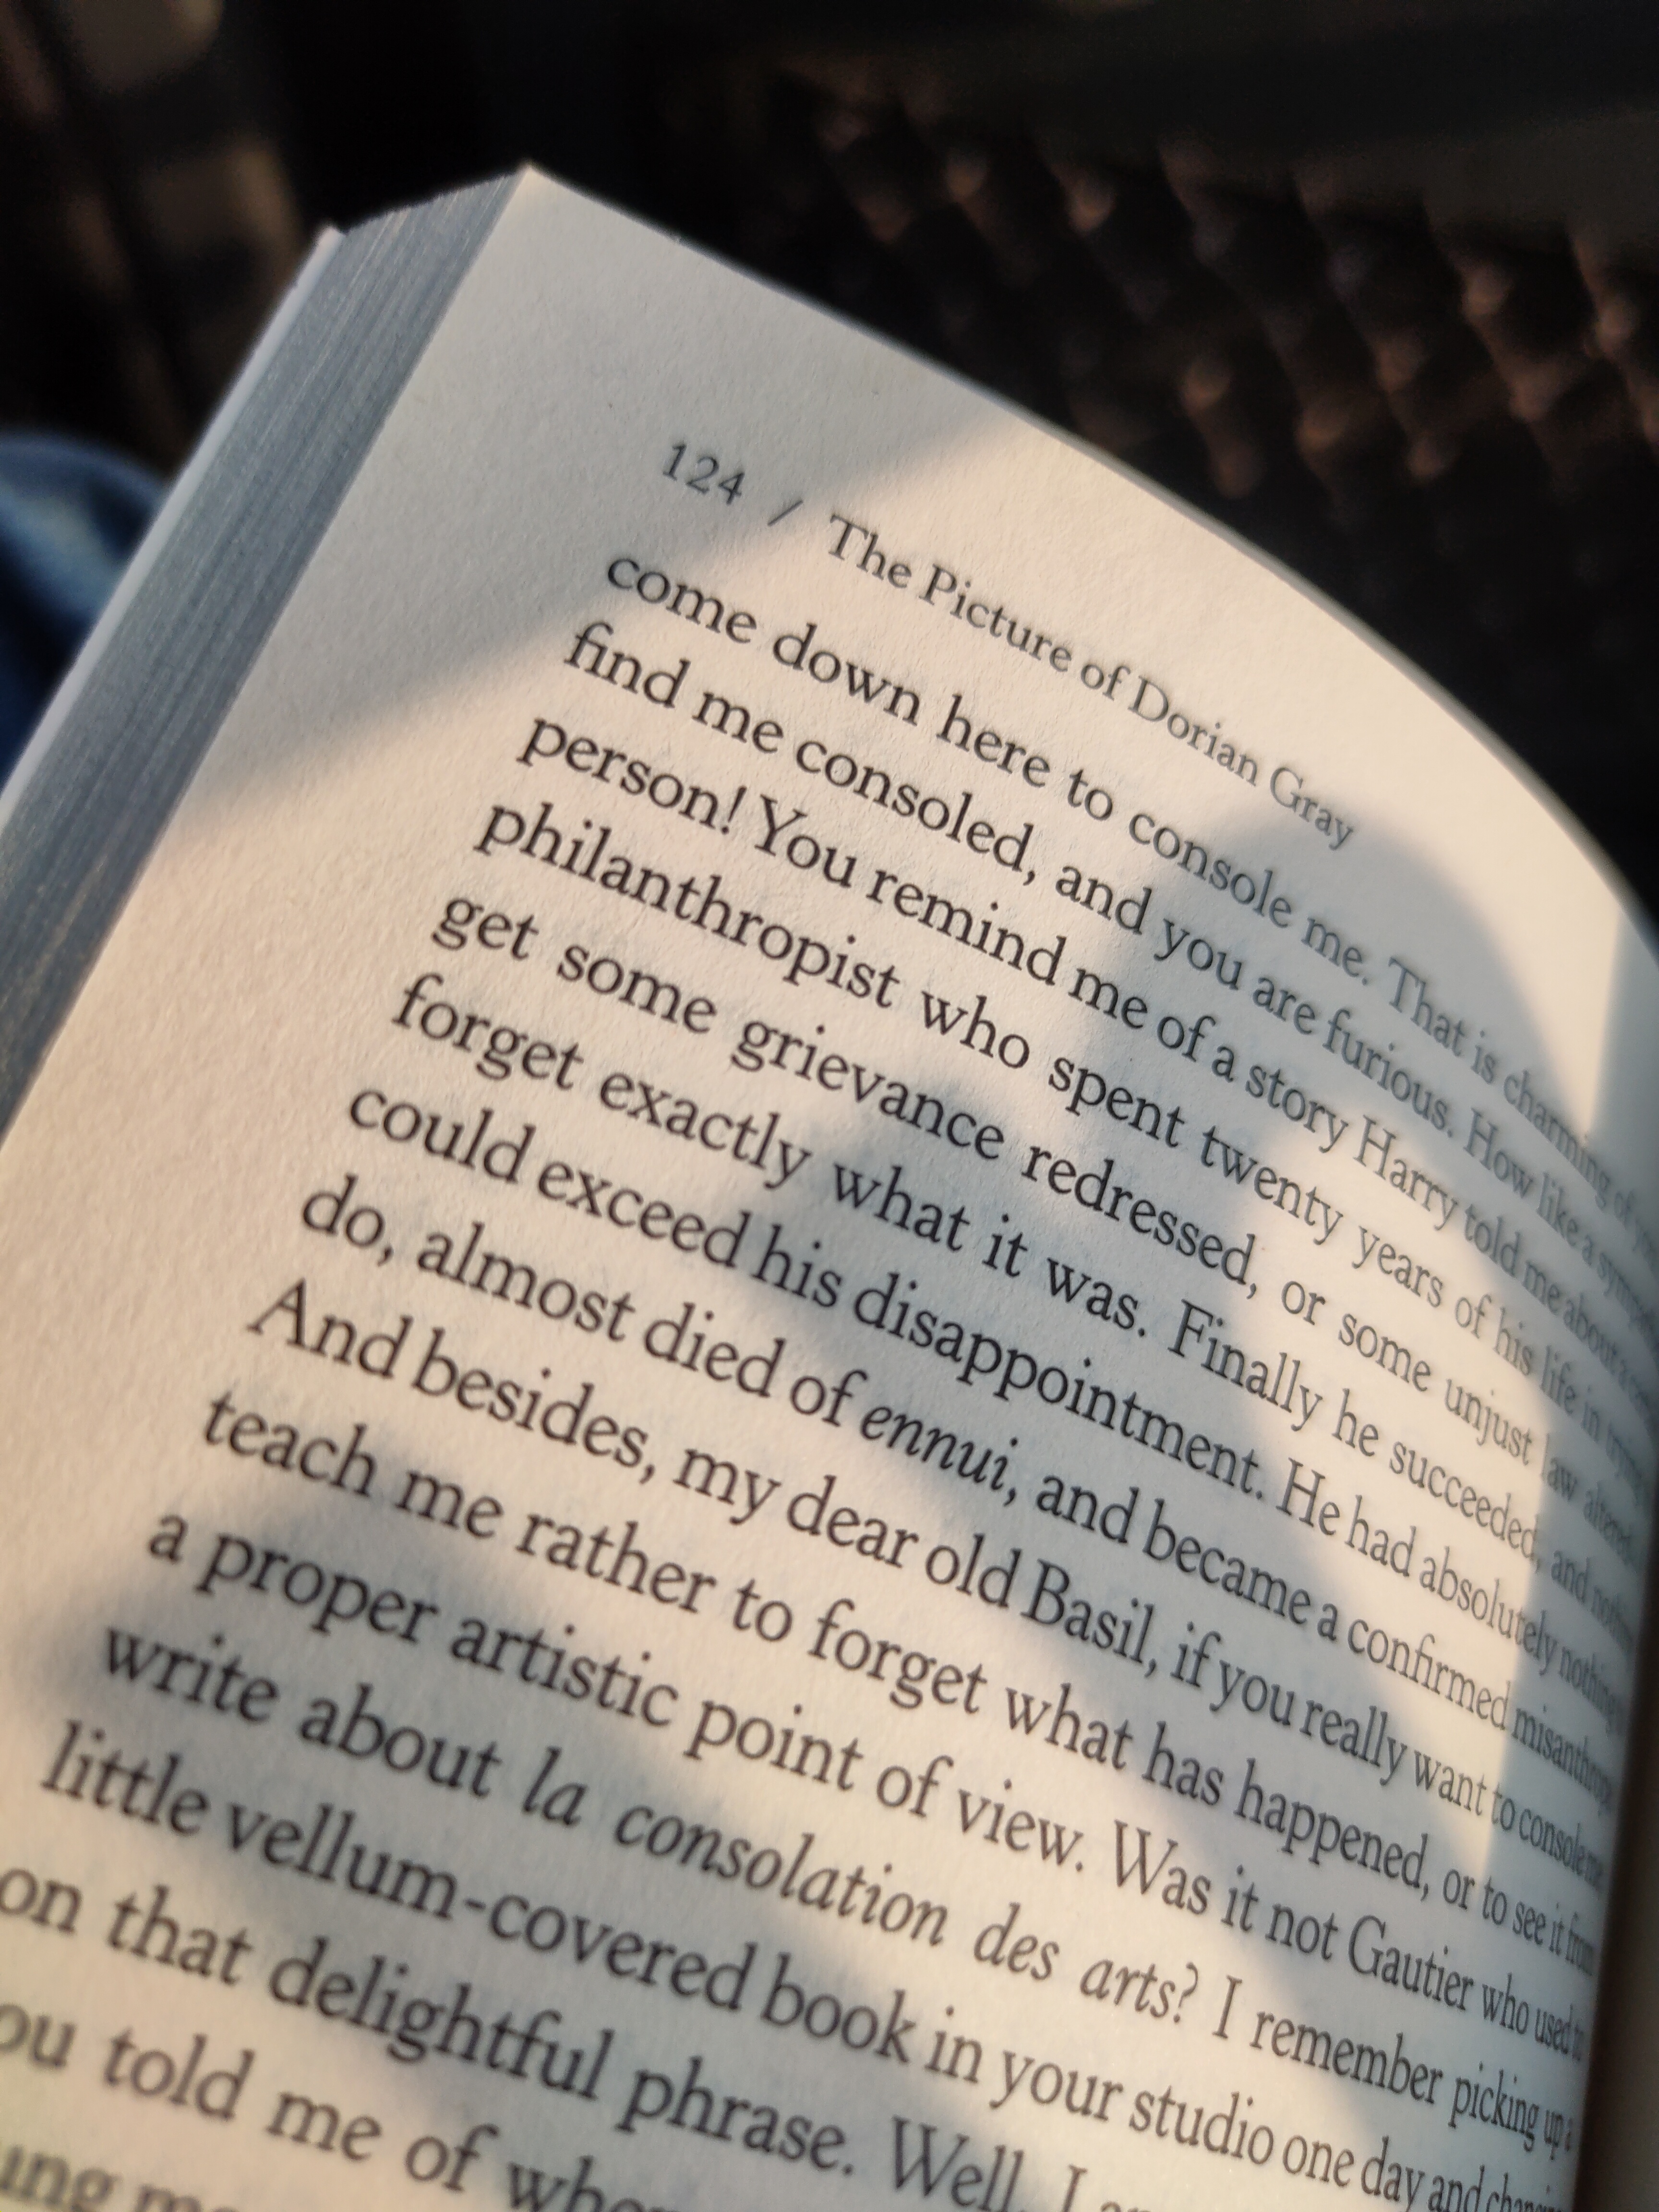 124 / The Picture of Dorian Gray
come down here to console me. That is charming of
find me consoled, and you are furious. How like a
person! You remind me of a story Harry told me about a
philanthropist who spent twenty years of his life in
get some grievance redressed, or some unjust law altered
forget exactly what it was. Finally he succeeded, and
could exceed his disappointment. He had absolutely nothing
do, almost died of ennui, and became a confirmed misanthrope
And besides, my dear old Basil, if you really want to console me
teach me rather to forget what has happened, or to see it from
a proper artistic point of view. Was it not Gautier who used to
write about la consolation des arts? I remember picking up a
little vellum-covered book in your studio one day and
on that delightful phrase. Well, I
told me of